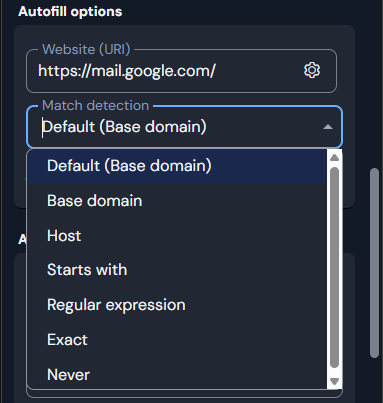 Autofill options
Website (URI)
https://mail.google.com/
Match detection
Default (Base domain)
Default (Base domain)
Base domain
Host
Starts with
Regular expression
Exact
Never
A